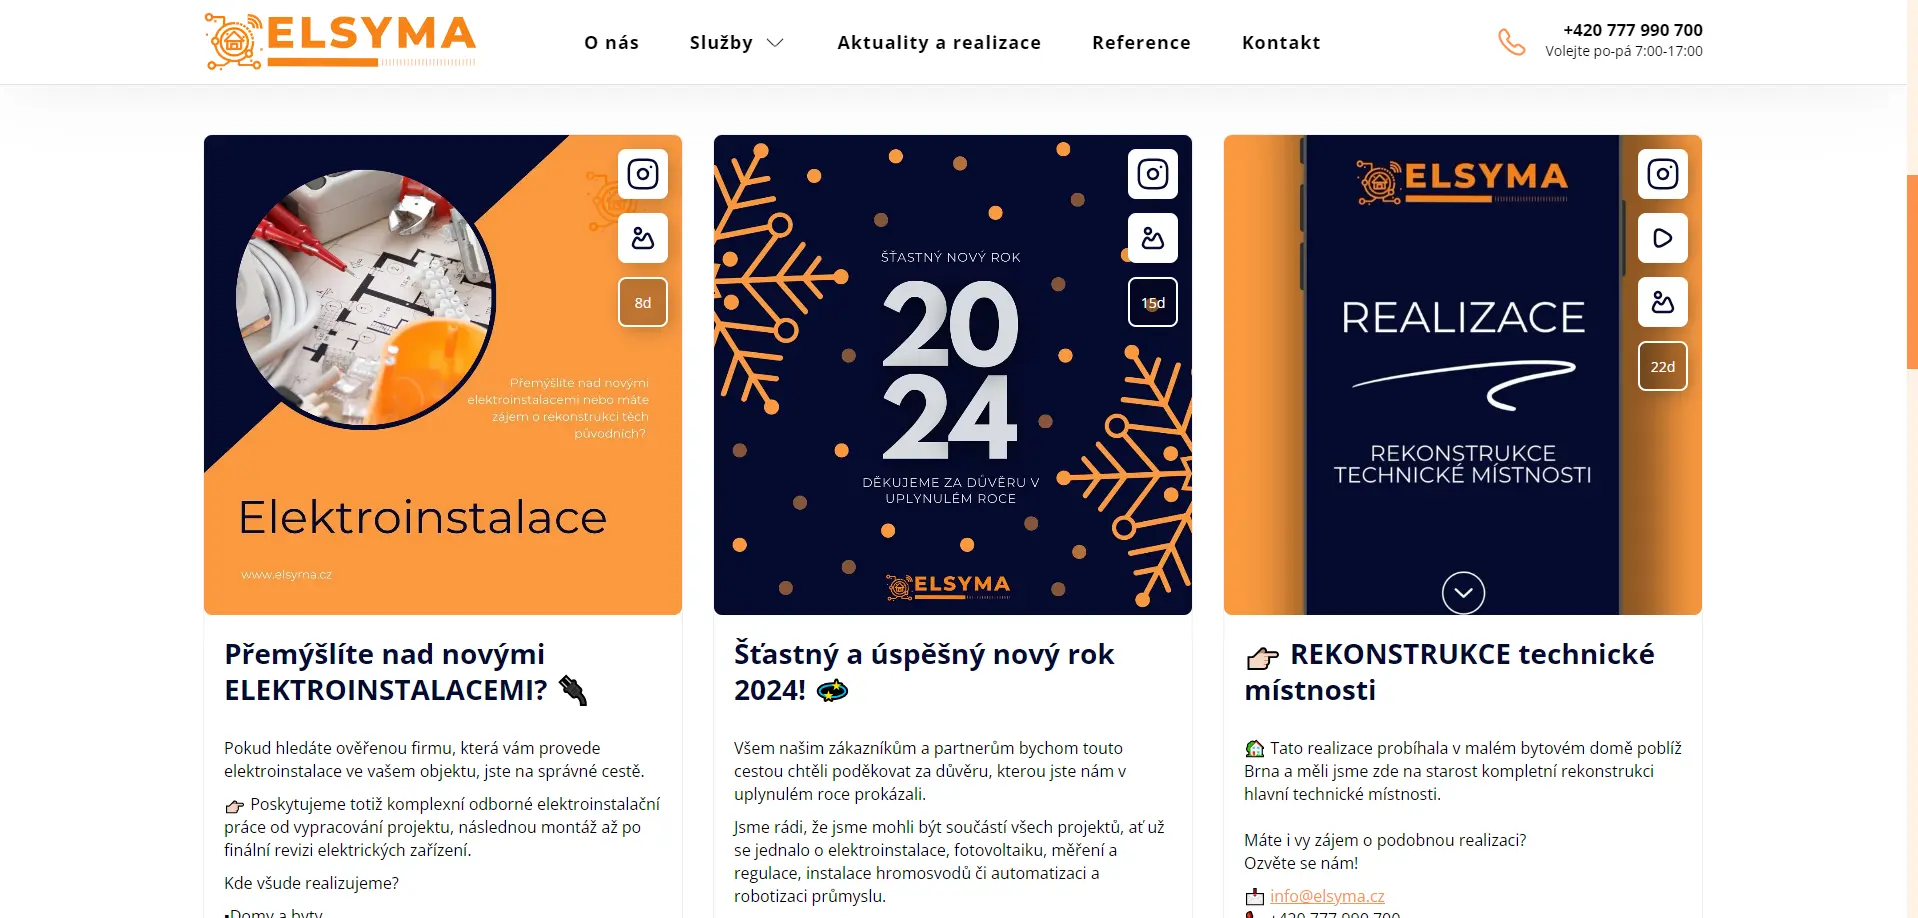 ELSYMA
O nás
Služby
Aktuality a realizace
Reference
Kontakt
+420 777 990 700
Volejte po-pá 7:00-17:00
8d
Přemýšlíte nad novými
elektroinstalacemi nebo máte
zájem o rekonstrukci těch
původních?
Elektroinstalace
www.elsyma.cz
Přemýšlíte nad novými
ELEKTROINSTALACEMI?
Pokud hledáte ověřenou firmu, která vám provede
elektroinstalace ve vašem objektu, jste na správné cestě.
👉 Poskytujeme totiž komplexní odborné elektroinstalační
práce od vypracování projektu, následnou montáž až po
finální revizi elektrických zařízení.
Kde všude realizujeme?
▪Domy a byty
15d
ŠŤASTNÝ NOVÝ ROK
20
24
DĚKUJEME ZA DŮVĚRU V
UPLYNULÉM ROCE
ELSYMA
Šťastný a úspěšný nový rok
2024! 💫
Všem našim zákazníkům a partnerům bychom touto
cestou chtěli poděkovat za důvěru, kterou jste nám v
uplynulém roce prokázali.
Jsme rádi, že jsme mohli být součástí všech projektů, ať už
se jednalo o elektroinstalace, fotovoltaiku, měření a
regulace, instalace hromosvodů či automatizaci a
robotizaci průmyslu.
ELSYMA
22d
REALIZACE
REKONSTRUKCE
TECHNICKÉ MÍSTNOSTI
👉 REKONSTRUKCE technické
místnosti
🏠 Tato realizace probíhala v malém bytovém domě poblíž
Brna a měli jsme zde na starost kompletní rekonstrukci
hlavní technické místnosti.
Máte i vy zájem o podobnou realizaci?
Ozvěte se nám!
📩 info@elsyma.cz
📞 +420 777 990 700